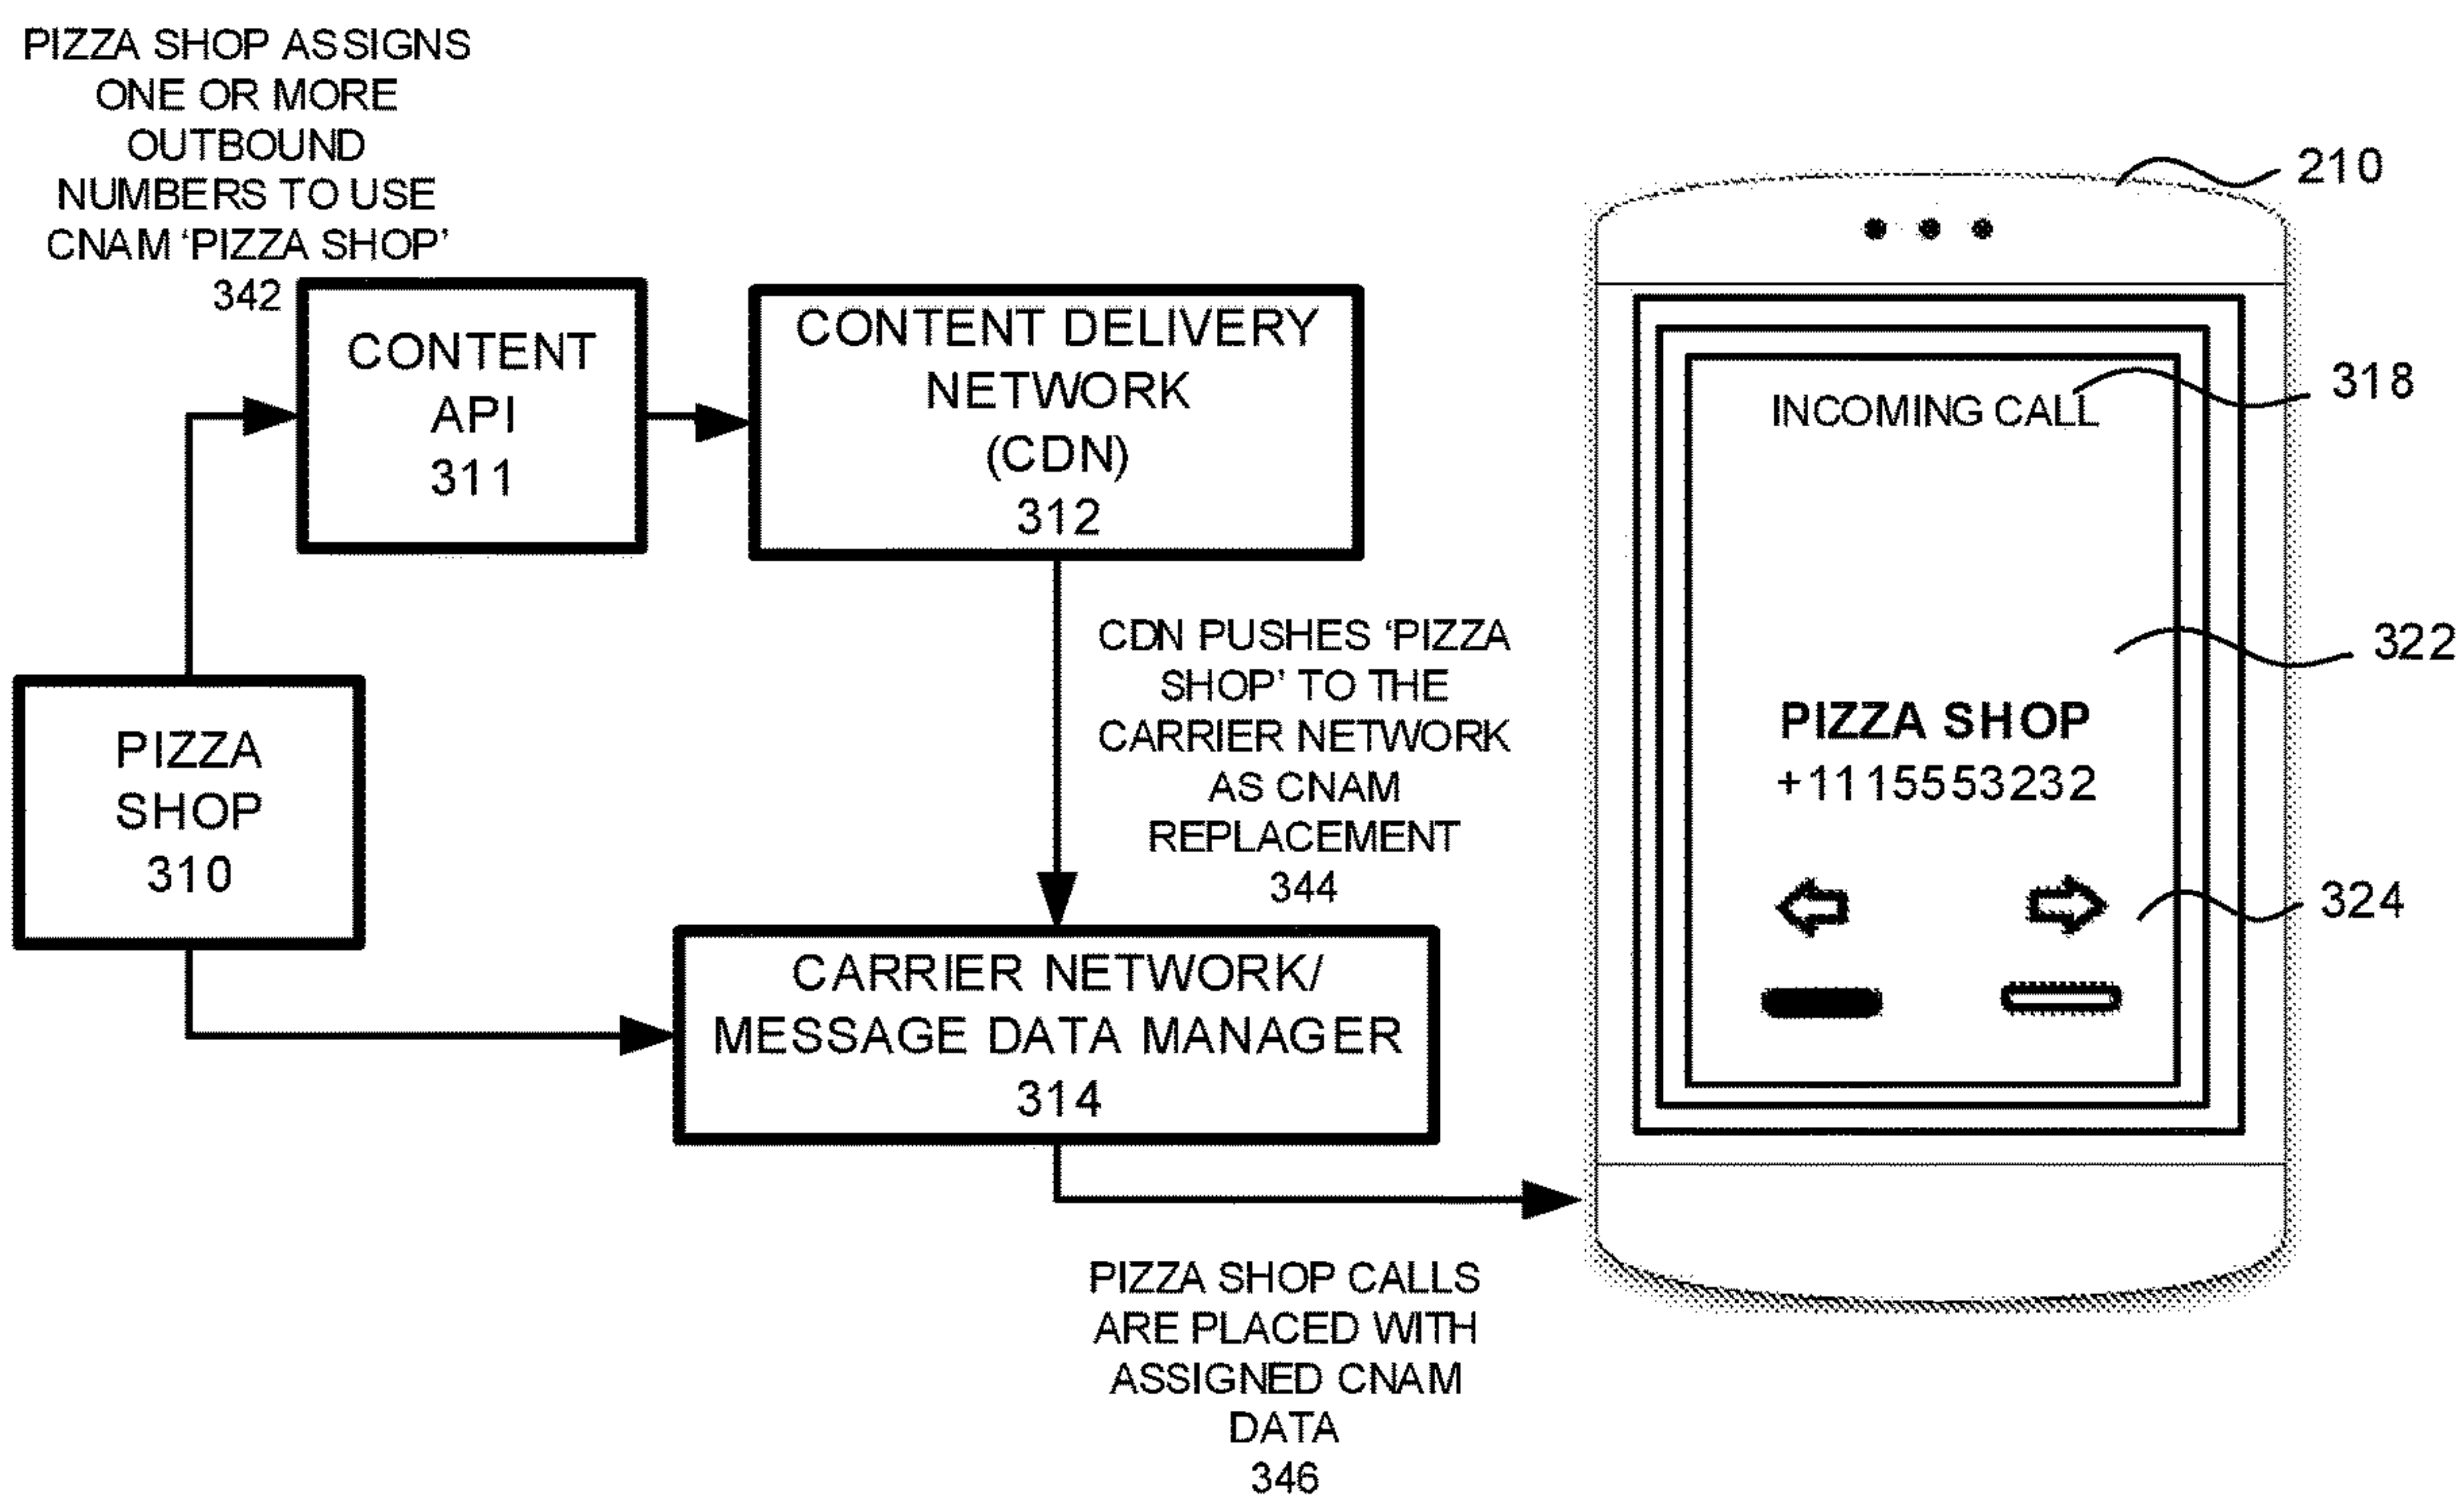 PIZZA SHOP ASSIGNS
ONE OR MORE
OUTBOUND
NUMBERS TO USE
CNAM ‘PIZZA SHOP’
342
CONTENT
API
311
CONTENT DELIVERY
NETWORK
(CDN)
312
PIZZA
SHOP
310
CDN PUSHES ‘PIZZA
SHOP’ TO THE
CARRIER NETWORK
AS CNAM
REPLACEMENT
344
CARRIER NETWORK/
MESSAGE DATA MANAGER
314
PIZZA SHOP CALLS
ARE PLACED WITH
ASSIGNED CNAM
DATA
346
210
INCOMING CALL
318
322
PIZZA SHOP
+1115553232
324